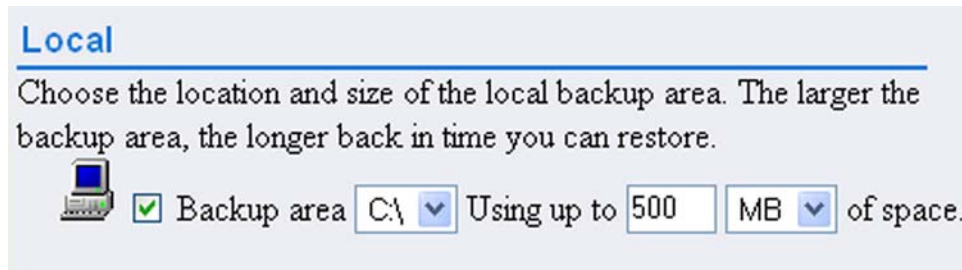 Local
Choose the location and size of the local backup area. The larger the
backup area, the longer back in time you can restore.
Backup area C:\ Using up to 500 MB of space.